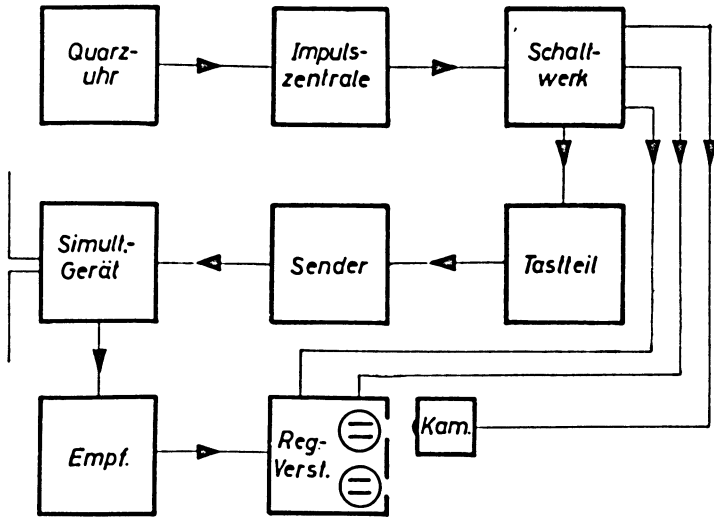 Quarz-
uhr
Impuls-
zentrale
Schalt-
werk
Simult.-
Gerät
Sender
Tastteil
Empf.
Reg.-
Verst.
Kam.